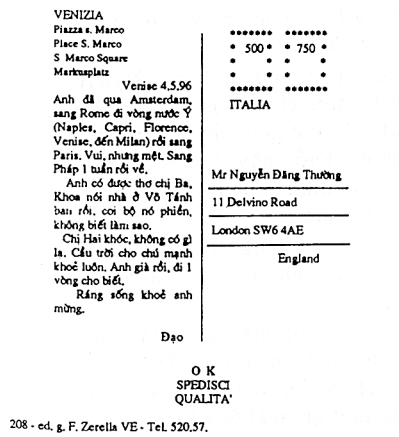 VENIZIA
Piazza s. Marco
Place S. Marco
S Marco Square
Markusplatz
Venise 4,5,96
Anh đã qua Amsterdam,
sang Rome đi vòng nước Ý
(Naples, Capri, Florence,
Venise, đến Milan) rồi sang
Paris. Vui, nhưng mệt. Sang
Pháp 1 tuần rồi về.
Anh có được thơ chị Ba,
Khoa nói nhà ở Võ Tánh
ban rồi, coi bộ nó phiền,
không biết làm sao.
Chị Hai khóc, không có gì
lạ. Cầu trời cho chú mạnh
khoẻ luôn. Anh già rồi, đi 1
vòng cho biết.
Ráng sống khoẻ anh
mừng.
Đạo
500 750
ITALIA
Mr Nguyễn Đăng Thường
11 Delvino Road
London SW6 4AE
England
O K
SPEDISCI
QUALITA'
208 - ed. g. F. Zerella VE - Tel. 520.57.